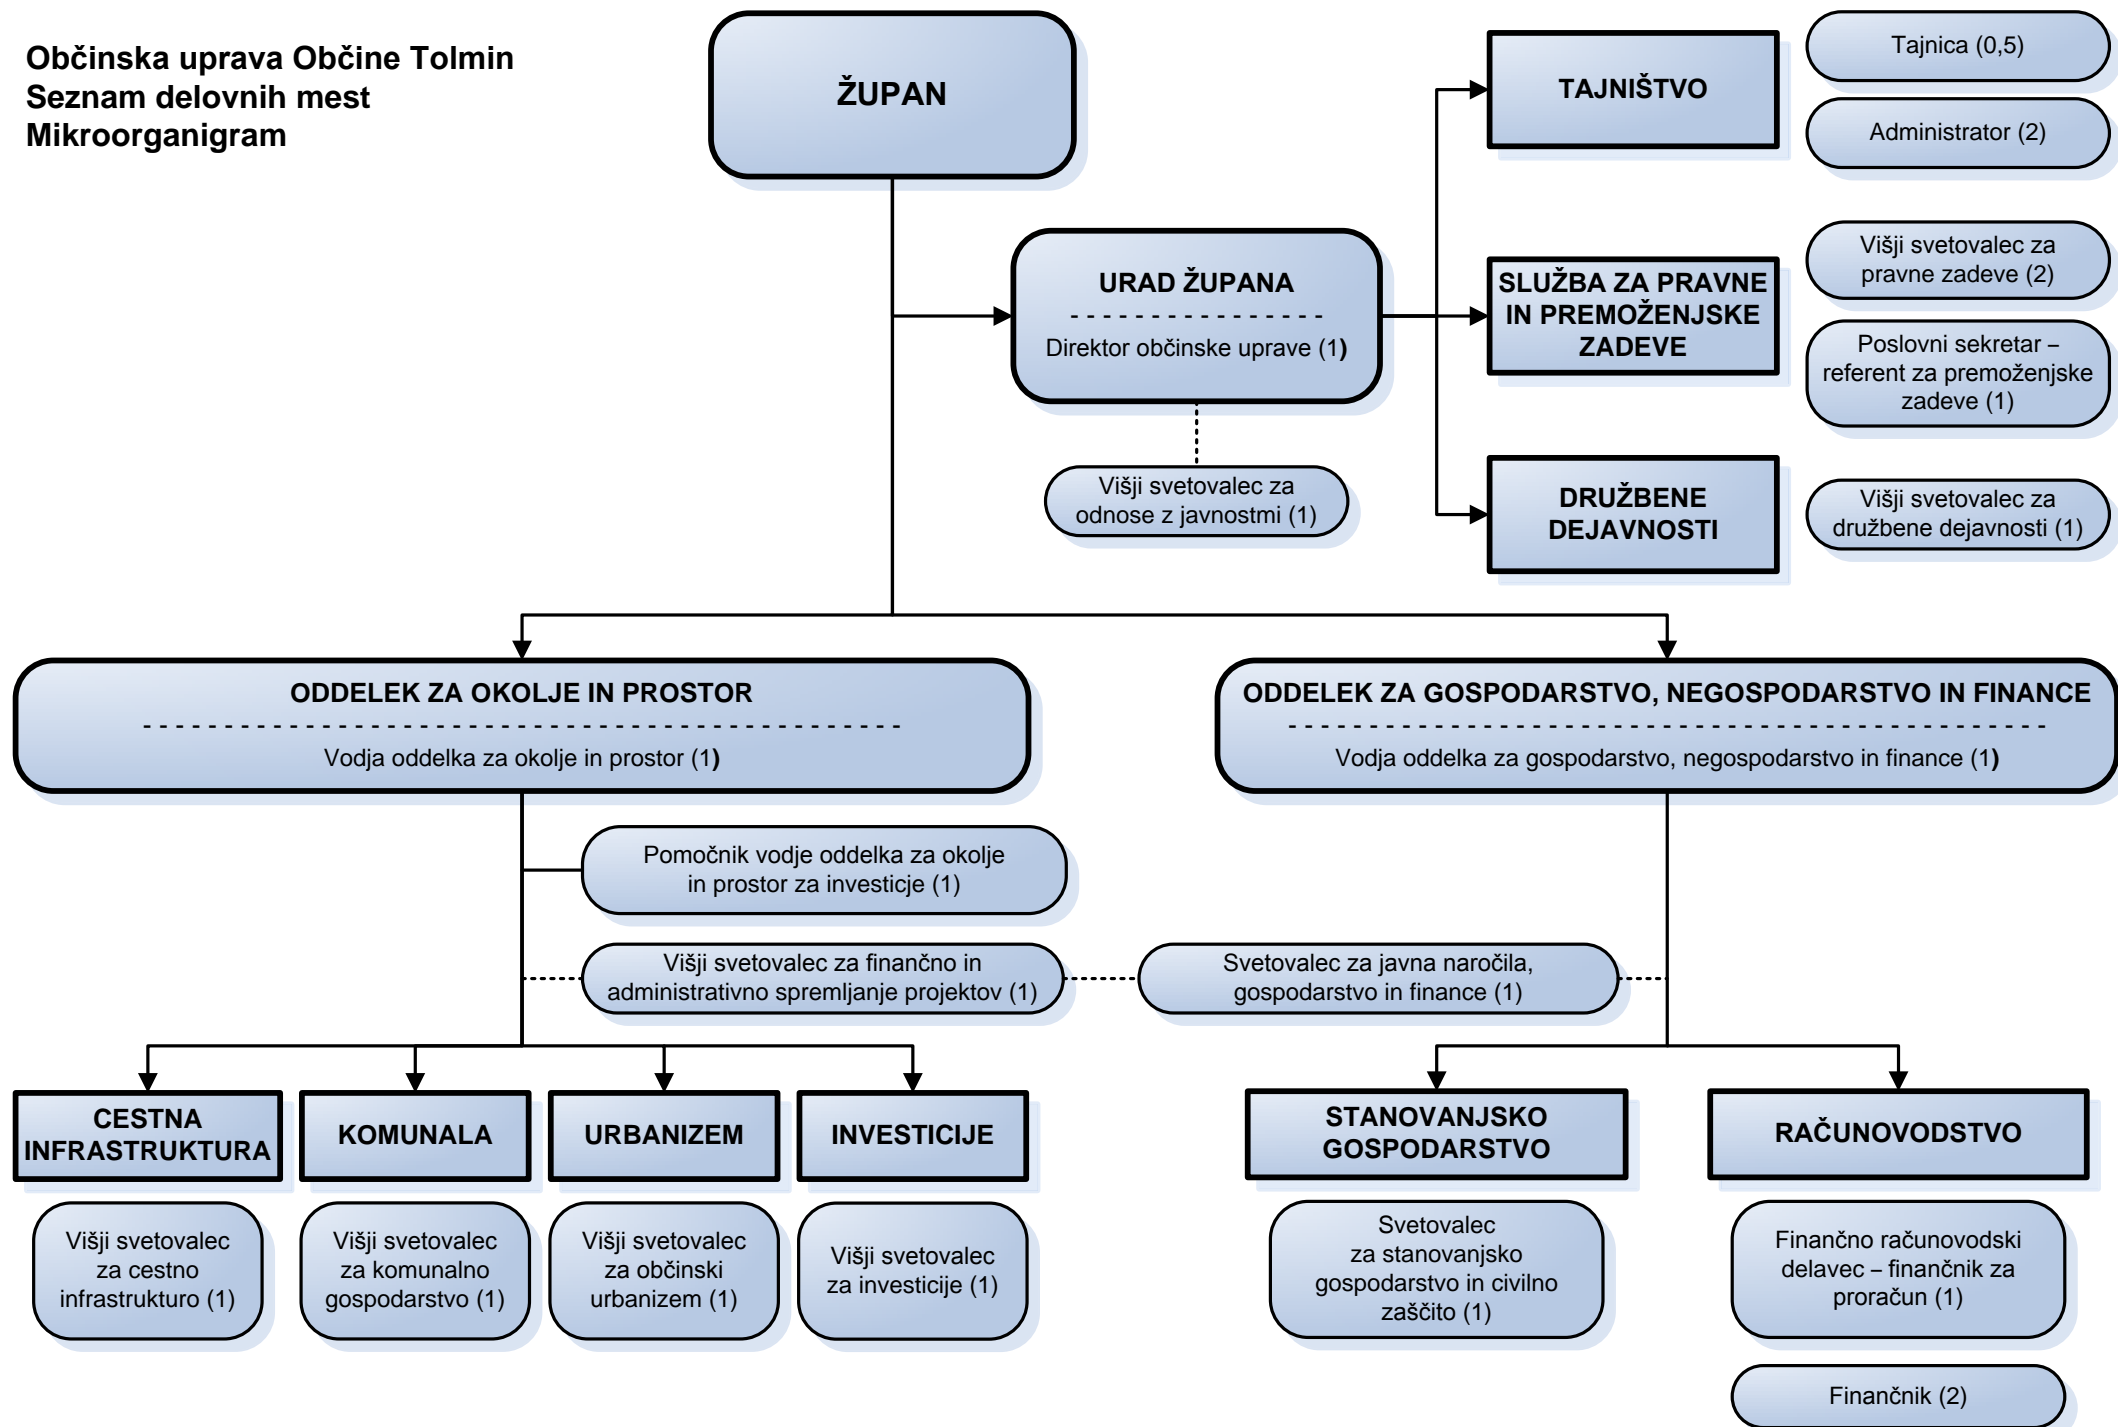 Občinska uprava Občine Tolmin
Seznam delovnih mest
Mikroorganigram
ŽUPAN
TAJNIŠTVO
Tajnica (0,5)
Administrator (2)
URAD ŽUPANA
- - - - - - - - - - - - - - - -
Direktor občinske uprave (1)
Višji svetovalec za
odnose z javnostmi (1)
SLUŽBA ZA PRAVNE
IN PREMOŽENJSKE
ZADEVE
Višji svetovalec za
pravne zadeve (2)
Poslovni sekretar –
referent za premoženjske
zadeve (1)
DRUŽBENE
DEJAVNOSTI
Višji svetovalec za
družbene dejavnosti (1)
ODDELEK ZA OKOLJE IN PROSTOR
- - - - - - - - - - - - - - - - - - - - - - - - - - - - - - - - - - - - - - - - - - - - - - -
Vodja oddelka za okolje in prostor (1)
ODDELEK ZA GOSPODARSTVO, NEGOSPODARSTVO IN FINANCE
- - - - - - - - - - - - - - - - - - - - - - - - - - - - - - - - - - - - - - - - - - - - - - -
Vodja oddelka za gospodarstvo, negospodarstvo in finance (1)
Pomočnik vodje oddelka za okolje
in prostor za investicje (1)
Višji svetovalec za finančno in
administrativno spremljanje projektov (1)
Svetovalec za javna naročila,
gospodarstvo in finance (1)
CESTNA
INFRASTRUKTURA
KOMUNALA
URBANIZEM
INVESTICIJE
STANOVANJSKO
GOSPODARSTVO
RAČUNOVODSTVO
Višji svetovalec
za cestno
infrastrukturo (1)
Višji svetovalec
za komunalno
gospodarstvo (1)
Višji svetovalec
za občinski
urbanizem (1)
Višji svetovalec
za investicije (1)
Svetovalec
za stanovanjsko
gospodarstvo in civilno
zaščito (1)
Finančno računovodski
delavec – finančnik za
proračun (1)
Finančnik (2)